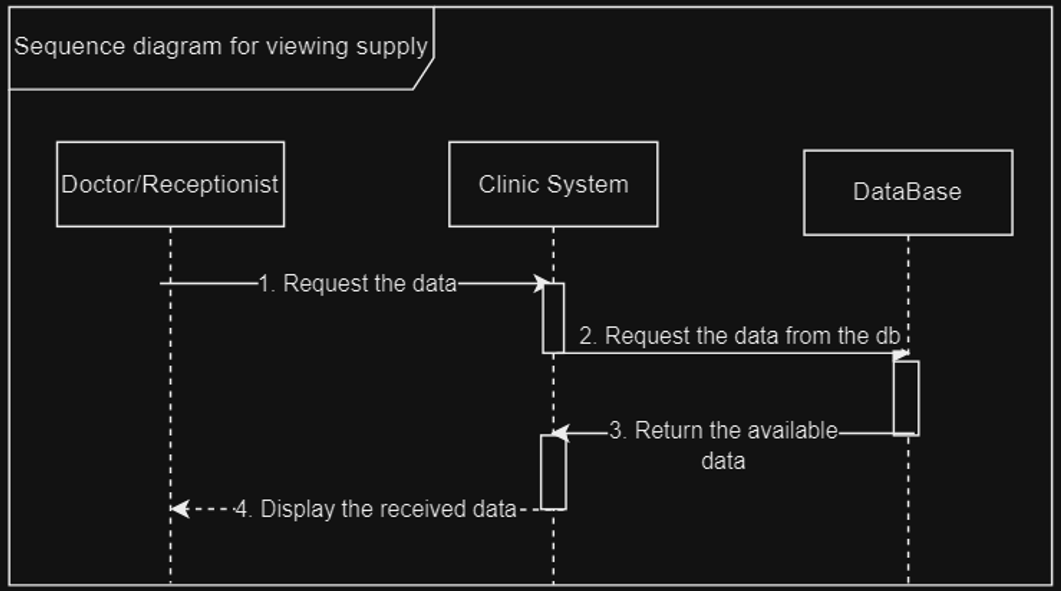 Sequence diagram for viewing supply
Doctor/Receptionist
Clinic System
DataBase
1. Request the data
2. Request the data from the db
3. Return the available
data
4. Display the received data